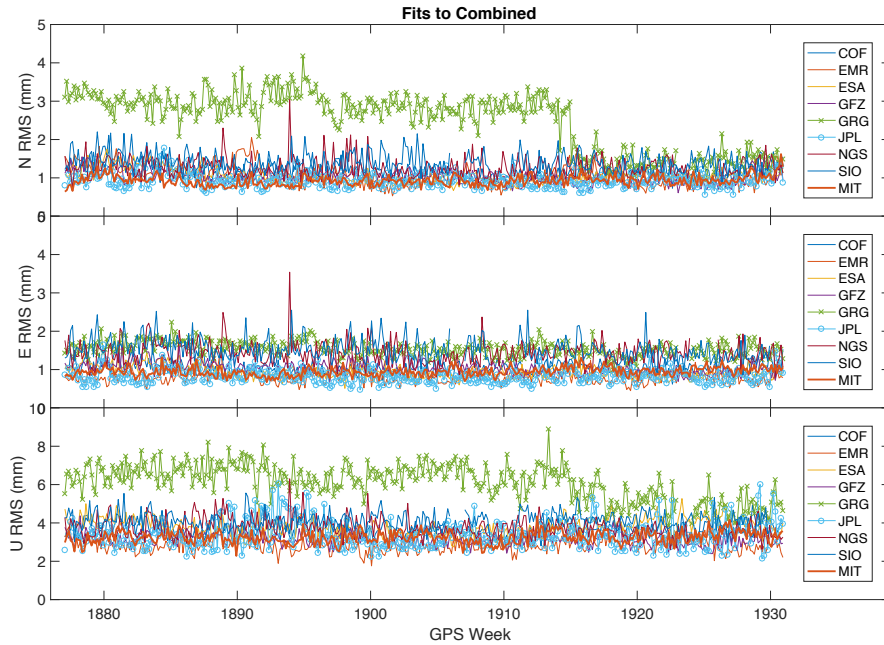 Fits to Combined
N RMS (mm)
5
4
3
2
1
0
COF
EMR
ESA
GFZ
GRG
JPL
NGS
SIO
MIT
E RMS (mm)
5
4
3
2
1
0
COF
EMR
ESA
GFZ
GRG
JPL
NGS
SIO
MIT
U RMS (mm)
10
8
6
4
2
0
COF
EMR
ESA
GFZ
GRG
JPL
NGS
SIO
MIT
1880 1890 1900 1910 1920 1930
GPS Week